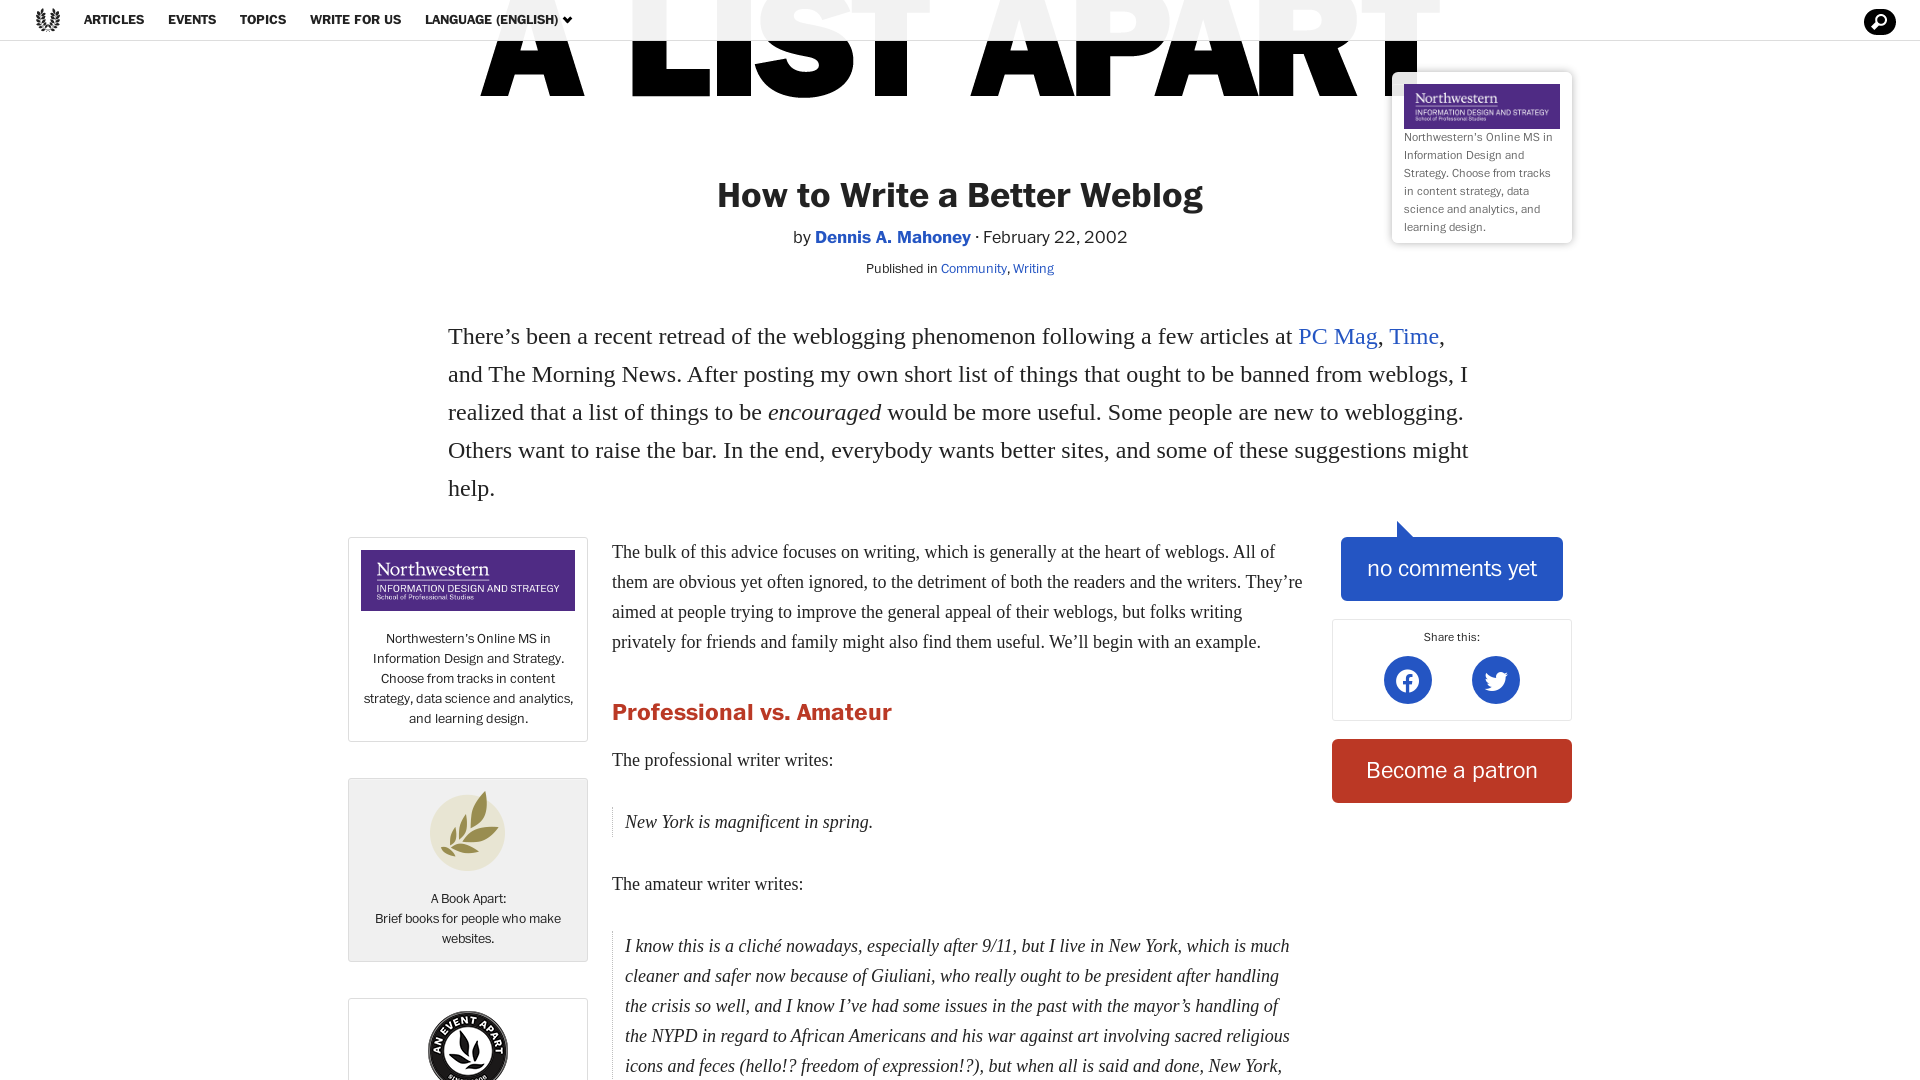 ARTICLES EVENTS TOPICS WRITE FOR US LANGUAGE (ENGLISH)
A LIST APART
Northwestern
INFORMATION DESIGN AND STRATEGY
School of Professional Studies
Northwestern's Online MS in
Information Design and
Strategy. Choose from tracks
in content strategy, data
science and analytics, and
learning design.
How to Write a Better Weblog
by Dennis A. Mahoney · February 22, 2002
Published in Community, Writing
There’s been a recent retread of the weblogging phenomenon following a few articles at PC Mag, Time,
and The Morning News. After posting my own short list of things that ought to be banned from weblogs, I
realized that a list of things to be encouraged would be more useful. Some people are new to weblogging.
Others want to raise the bar. In the end, everybody wants better sites, and some of these suggestions might
help.
Northwestern
INFORMATION DESIGN AND STRATEGY
School of Professional Studies
Northwestern's Online MS in
Information Design and Strategy.
Choose from tracks in content
strategy, data science and analytics,
and learning design.
A Book Apart:
Brief books for people who make
websites.
AN EVENT APART
The bulk of this advice focuses on writing, which is generally at the heart of weblogs. All of
them are obvious yet often ignored, to the detriment of both the readers and the writers. They’re
aimed at people trying to improve the general appeal of their weblogs, but folks writing
privately for friends and family might also find them useful. We’ll begin with an example.
Professional vs. Amateur
The professional writer writes:
New York is magnificent in spring.
The amateur writer writes:
I know this is a cliché nowadays, especially after 9/11, but I live in New York, which is much
cleaner and safer now because of Giuliani, who really ought to be president after handling
the crisis so well, and I know I’ve had some issues in the past with the mayor’s handling of
the NYPD in regard to African Americans and his war against art involving sacred religious
icons and feces (hello!? freedom of expression!?), but when all is said and done, New York,
no comments yet
Share this:
Become a patron